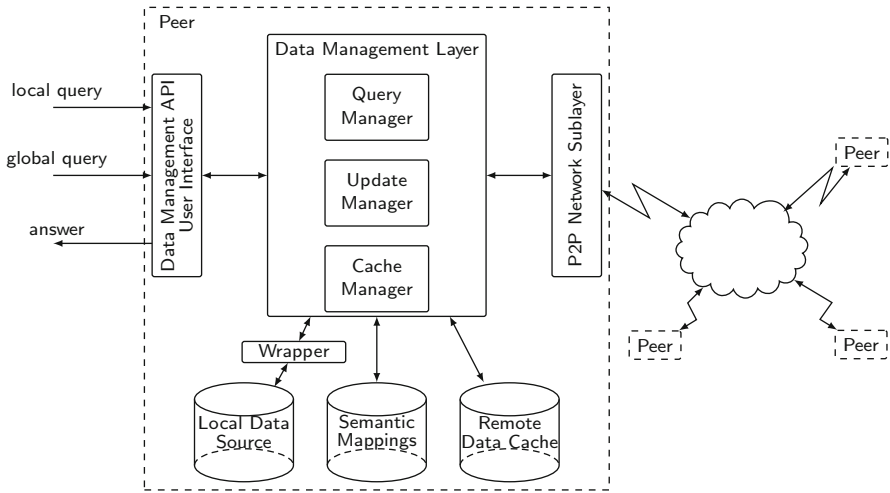 Peer
Data Management Layer
local query
global query
answer
Data Management API
User Interface
Query
Manager
Update
Manager
Cache
Manager
P2P Network Sublayer
Peer
Peer
Peer
Wrapper
Local Data
Source
Semantic
Mappings
Remote
Data Cache